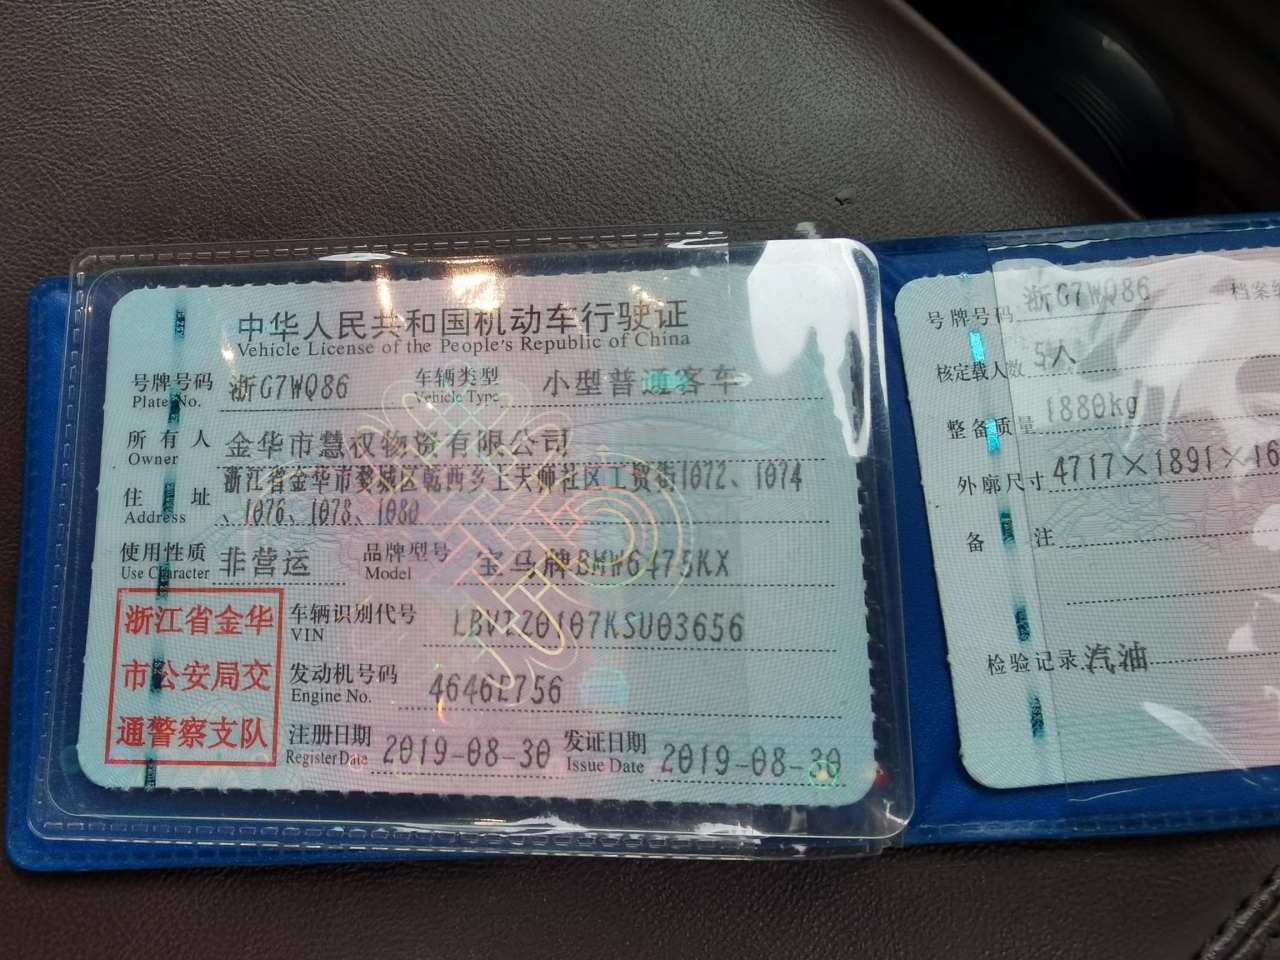 中华人民共和国机动车行驶证
Vehicle License of the People's Republic of China
号牌号码 浙G7WQ86 车辆类型 小型普通客车
Plate No. Vehicle Type
所有人 金华市慧权物资有限公司
Owner
浙江省金华市婺城区乾西乡上天师社区工贸街1072、1074
住址 、1076、1078、1080
Address
使用性质 非营运 品牌型号 宝马牌BMW6475KX
Use Character Model
浙江省金华
市公安局交
通警察支队
车辆识别代号 LBVZZ0107KSU03656
VIN
发动机号码 4646L756
Engine No.
注册日期 2019-08-30 发证日期 2019-08-30
Register Date Issue Date
号牌号码 浙G7WQ86 档案编
核定载人数 5人
整备质量 1880kg
外廓尺寸 4717×1891×16
备注
检验记录 汽油